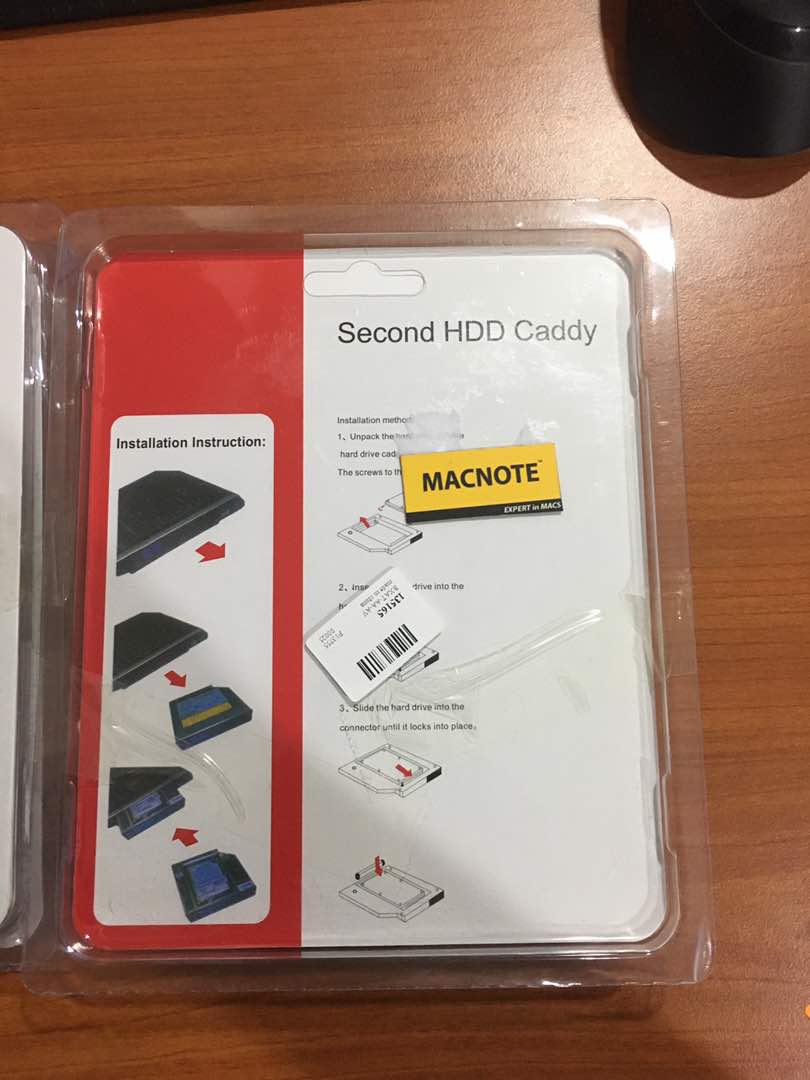 Second HDD Caddy
Installation Instruction:
Installation method
1、Unpack the
hard drive cad
The screws to th
MACNOTE™
EXPERT in MACS
2、Inse drive into the
135165
3、Slide the hard drive into the
connector until it locks into place。